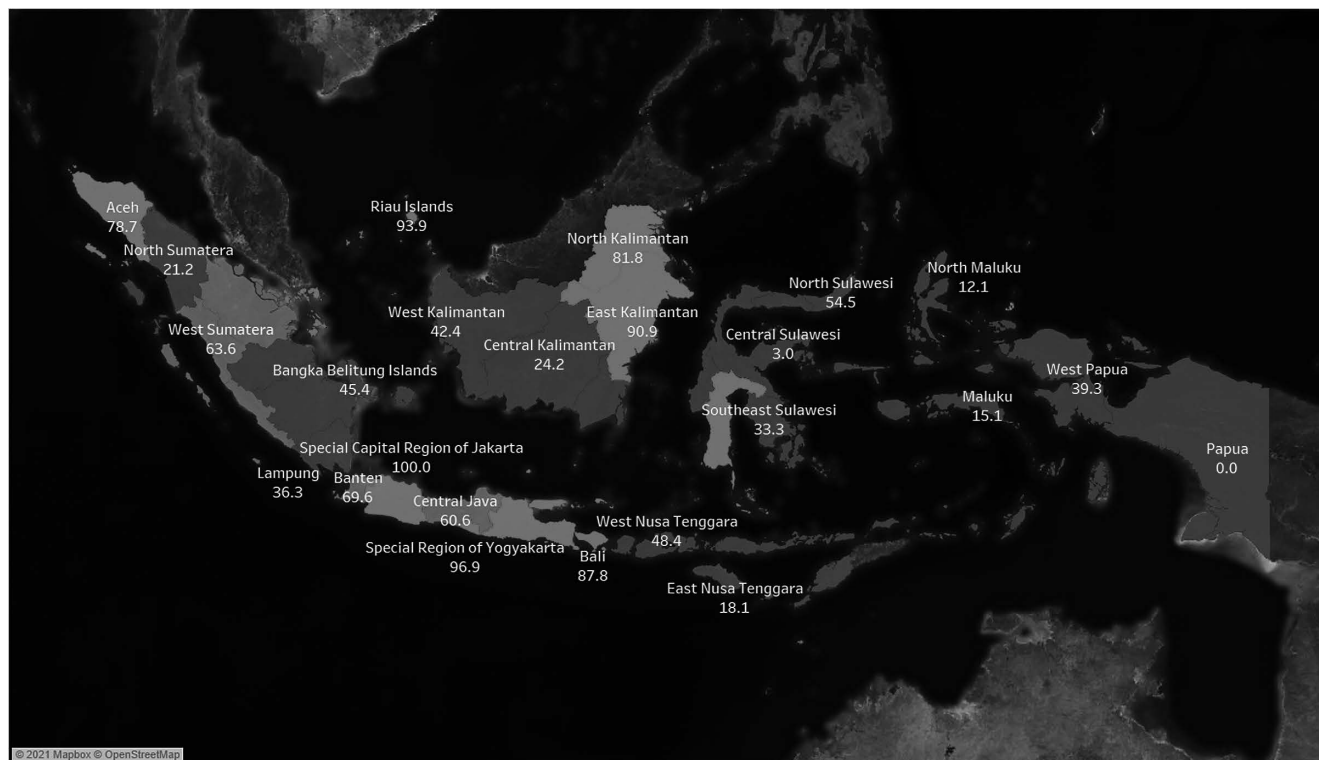 Aceh
78.7
North Sumatera
21.2
Riau Islands
93.9
North Kalimantan
81.8
North Sulawesi
54.5
North Maluku
12.1
West Sumatera
63.6
West Kalimantan
42.4
East Kalimantan
90.9
Central Kalimantan
24.2
Central Sulawesi
3.0
West Papua
39.3
Bangka Belitung Islands
45.4
Southeast Sulawesi
33.3
Maluku
15.1
Papua
0.0
Special Capital Region of Jakarta
100.0
Lampung
36.3
Banten
69.6
Central Java
60.6
Special Region of Yogyakarta
96.9
Bali
87.8
West Nusa Tenggara
48.4
East Nusa Tenggara
18.1
© 2021 Mapbox © OpenStreetMap